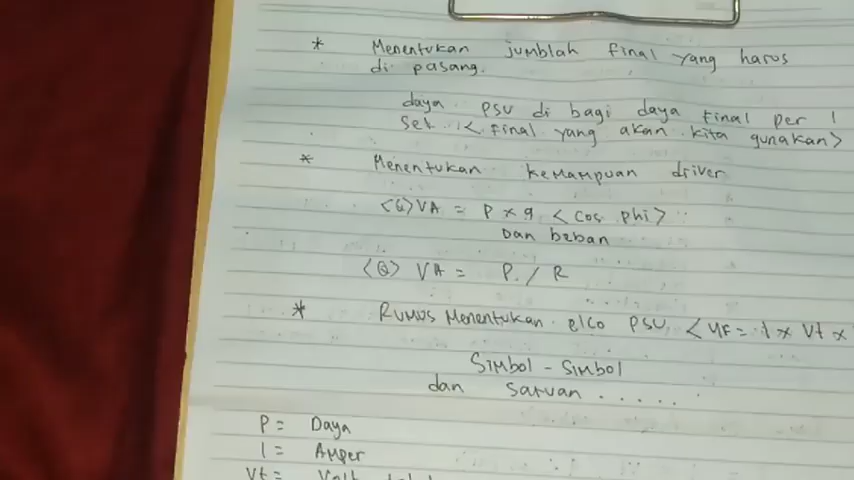 * Menentukan jumblah final yang harus
di pasang.
daya PSU di bagi daya final per 1
set. < final yang akan kita gunakan>
* Menentukan kemampuan driver
<Q>VA = P x 9 <cos phi>
Dan beban
<Q> VA = P / R
* Rumus Menentukan elco PSU <
Simbol - Simbol
dan satuan . . . . .
P = Daya
I = Amper
Vt = Volt